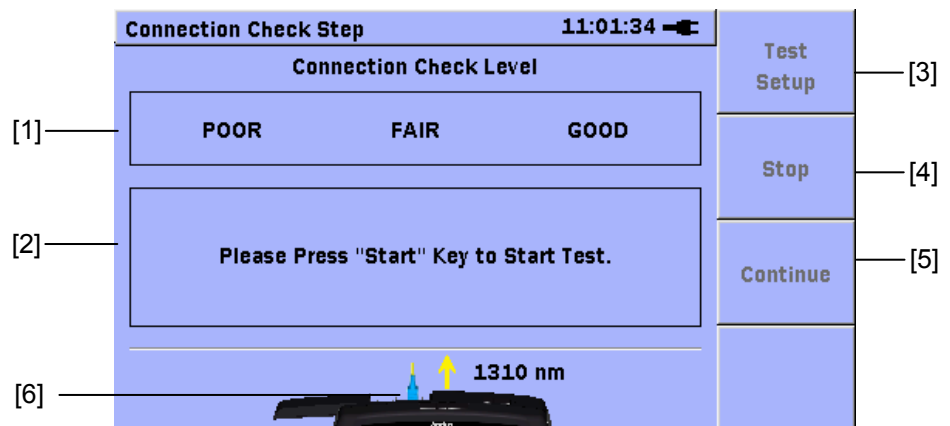 Connection Check Step 11:01:34
Test
Setup
[3]
Connection Check Level
[1]
POOR FAIR GOOD
Stop
[4]
[2]
Please Press "Start" Key to Start Test.
Continue
[5]
1310 nm
[6]